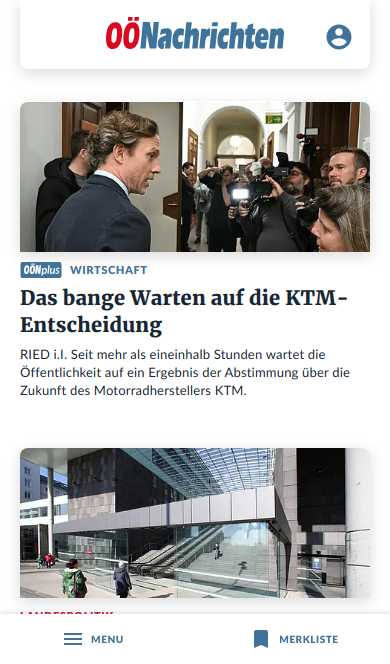 OÖNachrichten
OÖNplus WIRTSCHAFT
Das bange Warten auf die KTM-
Entscheidung
RIED i.I. Seit mehr als eineinhalb Stunden wartet die
Öffentlichkeit auf ein Ergebnis der Abstimmung über die
Zukunft des Motorradherstellers KTM.
LANDESPOLITIK
MENU
MERKLISTE